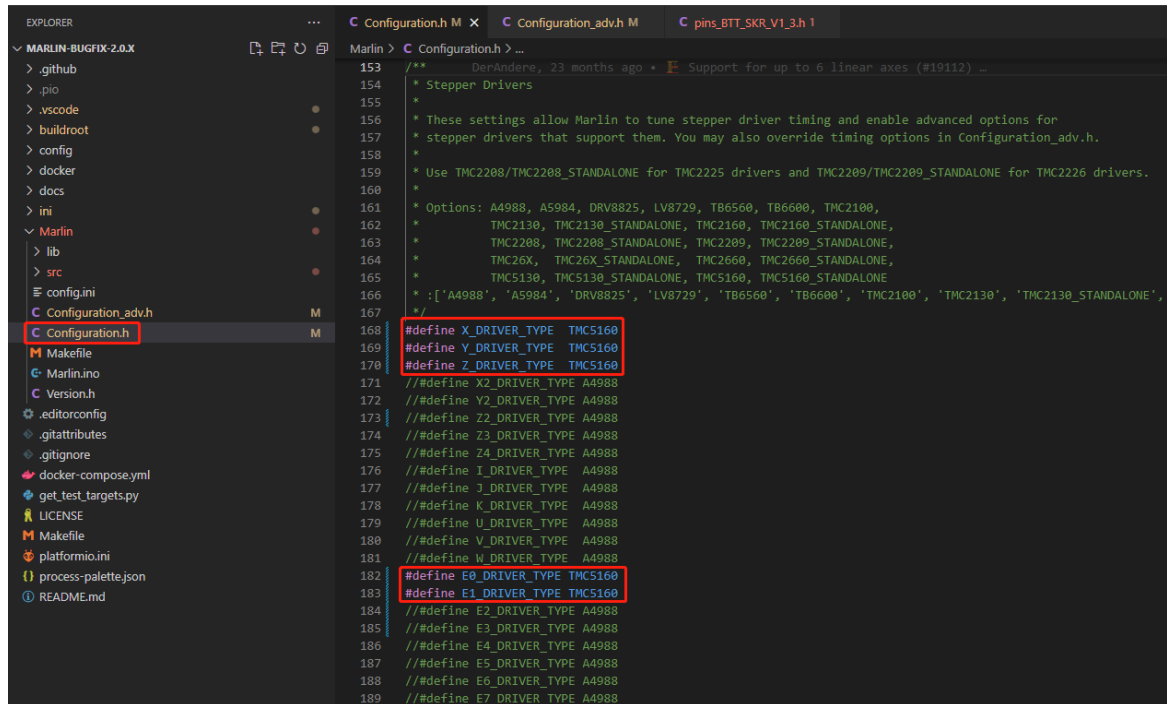 EXPLORER
MARLIN-BUGFIX-2.0.X
.github
.pio
.vscode
buildroot
config
docker
docs
ini
Marlin
lib
src
config.ini
Configuration_adv.h M
Configuration.h M
Makefile
Marlin.ino
Version.h
.editorconfig
.gitattributes
.gitignore
docker-compose.yml
get_test_targets.py
LICENSE
Makefile
platformio.ini
process-palette.json
README.md
C Configuration.h M × C Configuration_adv.h M C pins_BTT_SKR_V1_3.h 1
Marlin > C Configuration.h > ...
153 /** DerAndere, 23 months ago • Support for up to 6 linear axes (#19112) …
154 * Stepper Drivers
155 *
156 * These settings allow Marlin to tune stepper driver timing and enable advanced options for
157 * stepper drivers that support them. You may also override timing options in Configuration_adv.h.
158 *
159 * Use TMC2208/TMC2208_STANDALONE for TMC2225 drivers and TMC2209/TMC2209_STANDALONE for TMC2226 drivers.
160 *
161 * Options: A4988, A5984, DRV8825, LV8729, TB6560, TB6600, TMC2100,
162 * TMC2130, TMC2130_STANDALONE, TMC2160, TMC2160_STANDALONE,
163 * TMC2208, TMC2208_STANDALONE, TMC2209, TMC2209_STANDALONE,
164 * TMC26X, TMC26X_STANDALONE, TMC2660, TMC2660_STANDALONE,
165 * TMC5130, TMC5130_STANDALONE, TMC5160, TMC5160_STANDALONE
166 * :['A4988', 'A5984', 'DRV8825', 'LV8729', 'TB6560', 'TB6600', 'TMC2100', 'TMC2130', 'TMC2130_STANDALONE',
167 */
168 #define X_DRIVER_TYPE TMC5160
169 #define Y_DRIVER_TYPE TMC5160
170 #define Z_DRIVER_TYPE TMC5160
171 //#define X2_DRIVER_TYPE A4988
172 //#define Y2_DRIVER_TYPE A4988
173 //#define Z2_DRIVER_TYPE A4988
174 //#define Z3_DRIVER_TYPE A4988
175 //#define Z4_DRIVER_TYPE A4988
176 //#define I_DRIVER_TYPE A4988
177 //#define J_DRIVER_TYPE A4988
178 //#define K_DRIVER_TYPE A4988
179 //#define U_DRIVER_TYPE A4988
180 //#define V_DRIVER_TYPE A4988
181 //#define W_DRIVER_TYPE A4988
182 #define E0_DRIVER_TYPE TMC5160
183 #define E1_DRIVER_TYPE TMC5160
184 //#define E2_DRIVER_TYPE A4988
185 //#define E3_DRIVER_TYPE A4988
186 //#define E4_DRIVER_TYPE A4988
187 //#define E5_DRIVER_TYPE A4988
188 //#define E6_DRIVER_TYPE A4988
189 //#define E7_DRIVER_TYPE A4988